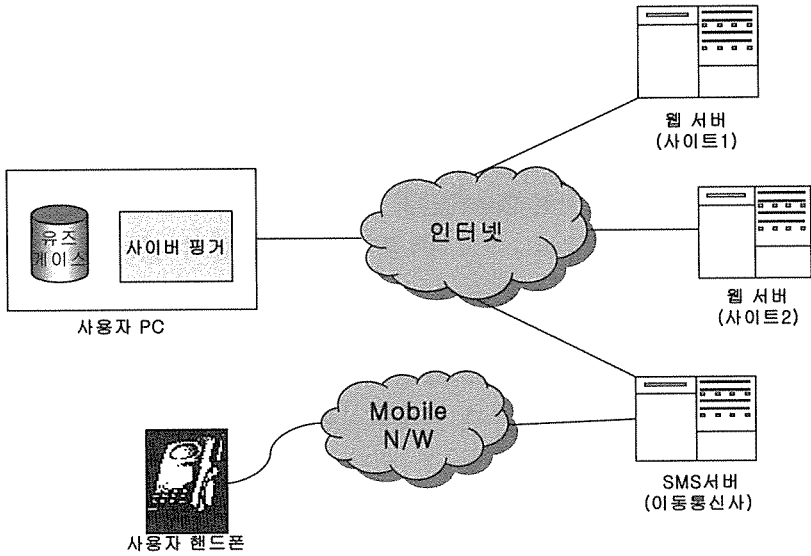 웹 서버
(사이트1)
유즈
케이스
사이버 핑거
인터넷
사용자 PC
웹 서버
(사이트2)
Mobile
N/W
SMS서버
(이동통신사)
사용자 핸드폰